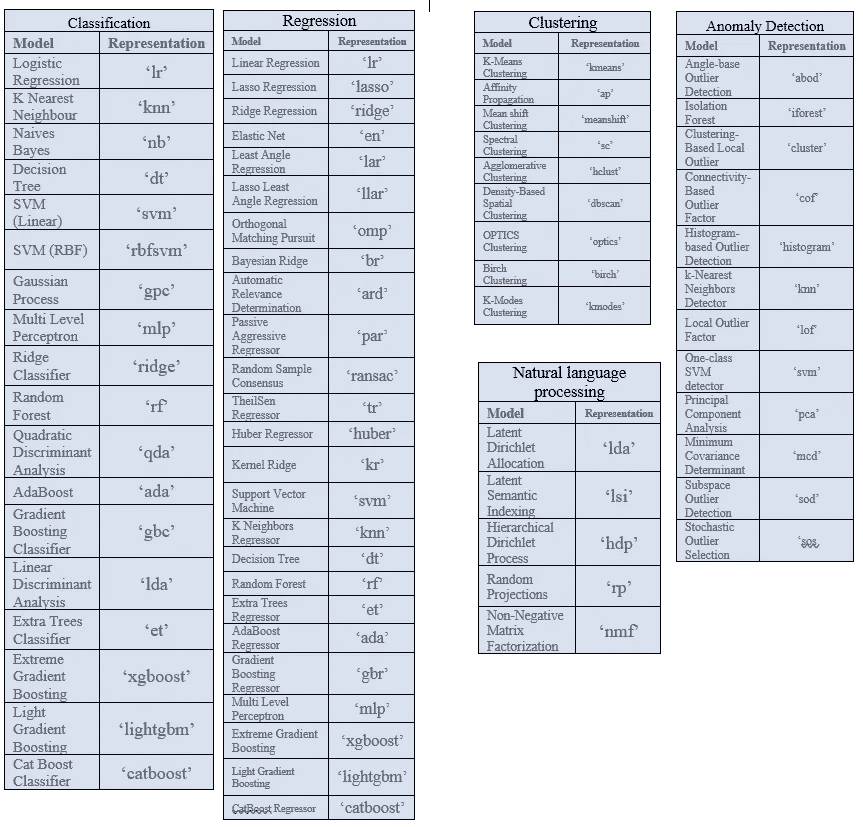 Classification
Model Representation
Logistic
Regression
‘lr’
K Nearest
Neighbour
‘knn’
Naives
Bayes
‘nb’
Decision
Tree
‘dt’
SVM
(Linear)
‘svm’
SVM (RBF) ‘rbfsvm’
Gaussian
Process
‘gpc’
Multi Level
Perceptron
‘mlp’
Ridge
Classifier
‘ridge’
Random
Forest
‘rf’
Quadratic
Discriminant
Analysis
‘qda’
AdaBoost ‘ada’
Gradient
Boosting
Classifier
‘gbc’
Linear
Discriminant
Analysis
‘lda’
Extra Trees
Classifier
‘et’
Extreme
Gradient
Boosting
‘xgboost’
Light
Gradient
Boosting
‘lightgbm’
Cat Boost
Classifier
‘catboost’
Regression
Model Representation
Linear Regression ‘lr’
Lasso Regression ‘lasso’
Ridge Regression ‘ridge’
Elastic Net ‘en’
Least Angle
Regression
‘lar’
Lasso Least
Angle Regression
‘llar’
Orthogonal
Matching Pursuit
‘omp’
Bayesian Ridge ‘br’
Automatic
Relevance
Determination
‘ard’
Passive
Aggressive
Regressor
‘par’
Random Sample
Consensus
‘ransac’
TheilSen
Regressor
‘tr’
Huber Regressor ‘huber’
Kernel Ridge ‘kr’
Support Vector
Machine
‘svm’
K Neighbors
Regressor
‘knn’
Decision Tree ‘dt’
Random Forest ‘rf’
Extra Trees
Regressor
‘et’
AdaBoost
Regressor
‘ada’
Gradient
Boosting
Regressor
‘gbr’
Multi Level
Perceptron
‘mlp’
Extreme Gradient
Boosting
‘xgboost’
Light Gradient
Boosting
‘lightgbm’
CatBoost Regressor ‘catboost’
Clustering
Model Representation
K-Means
Clustering
‘kmeans’
Affinity
Propagation
‘ap’
Mean shift
Clustering
‘meanshift’
Spectral
Clustering
‘sc’
Agglomerative
Clustering
‘hclust’
Density-Based
Spatial
Clustering
‘dbscan’
OPTICS
Clustering
‘optics’
Birch
Clustering
‘birch’
K-Modes
Clustering
‘kmodes’
Natural language
processing
Model Representation
Latent
Dirichlet
Allocation
‘lda’
Latent
Semantic
Indexing
‘lsi’
Hierarchical
Dirichlet
Process
‘hdp’
Random
Projections
‘rp’
Non-Negative
Matrix
Factorization
‘nmf’
Anomaly Detection
Model Representation
Angle-base
Outlier
Detection
‘abod’
Isolation
Forest
‘iforest’
Clustering-
Based Local
Outlier
‘cluster’
Connectivity-
Based
Outlier
Factor
‘cof’
Histogram-
based Outlier
Detection
‘histogram’
k-Nearest
Neighbors
Detector
‘knn’
Local Outlier
Factor
‘lof’
One-class
SVM
detector
‘svm’
Principal
Component
Analysis
‘pca’
Minimum
Covariance
Determinant
‘mcd’
Subspace
Outlier
Detection
‘sod’
Stochastic
Outlier
Selection
‘sos